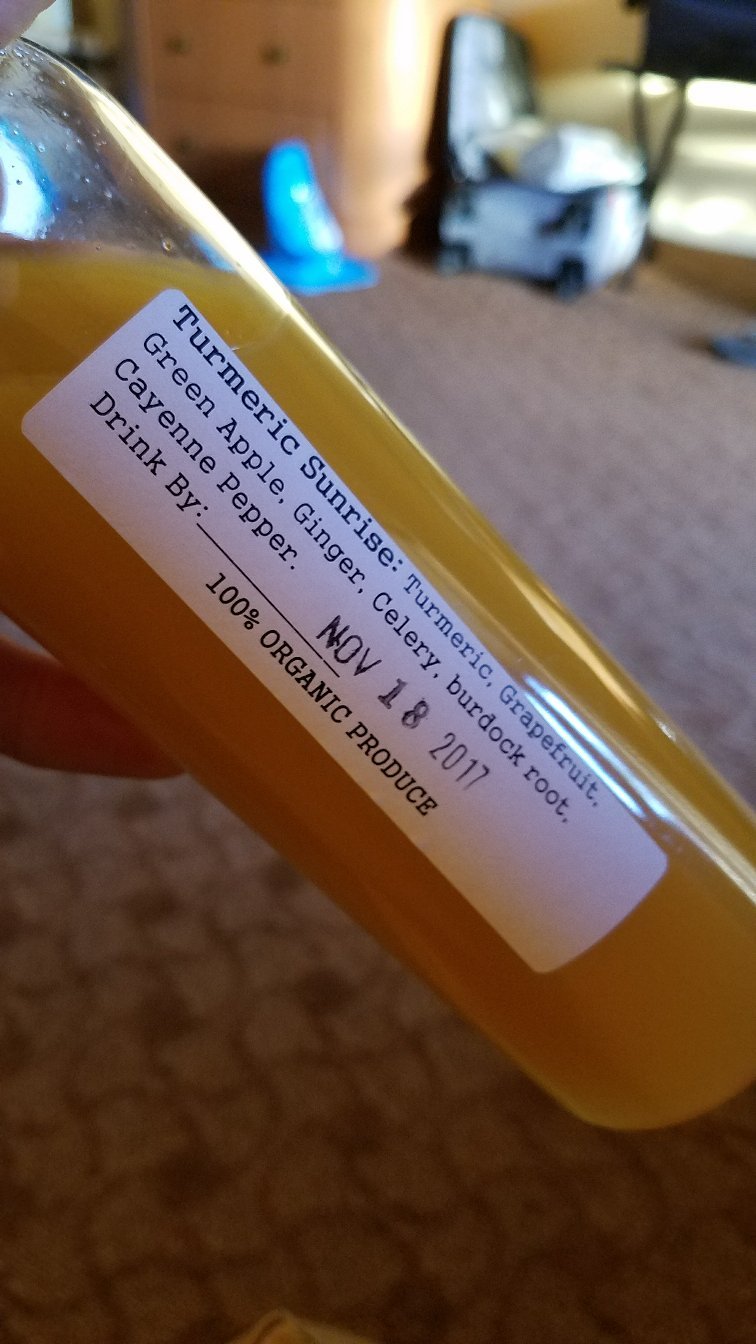 Turmeric Sunrise: Turmeric, Grapefruit,
Green Apple, Ginger, Celery, burdock root,
Cayenne Pepper.
Drink By: NOV 18 2017
100% ORGANIC PRODUCE